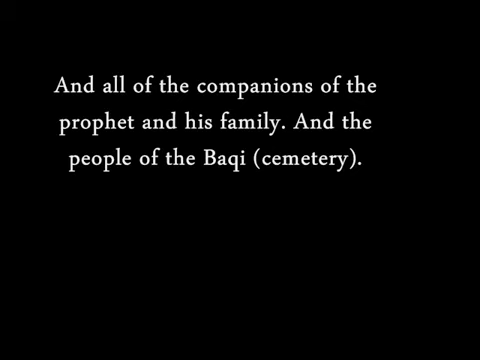 And all of the companions of the
prophet and his family. And the
people of the Baqi (cemetery).